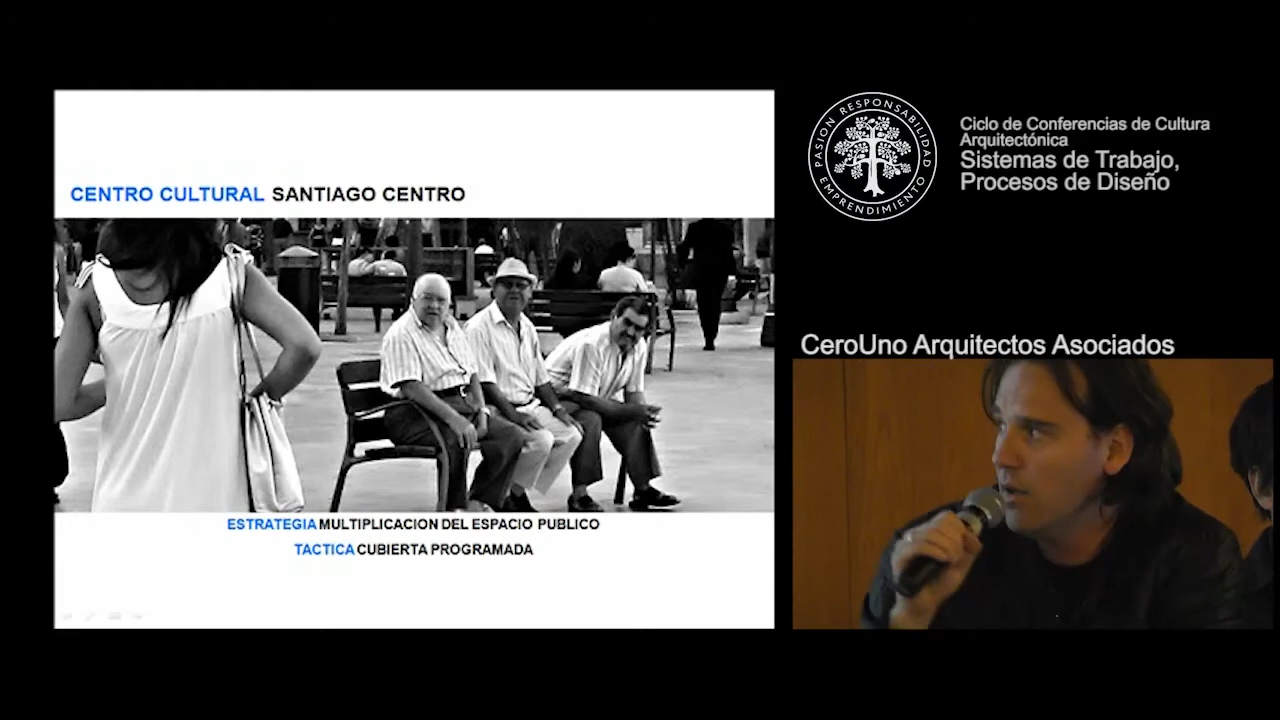 CENTRO CULTURAL SANTIAGO CENTRO
ESTRATEGIA MULTIPLICACION DEL ESPACIO PUBLICO
TACTICA CUBIERTA PROGRAMADA
PASION RESPONSABILIDAD
EMPRENDIMIENTO
Ciclo de Conferencias de Cultura
Arquitectónica
Sistemas de Trabajo,
Procesos de Diseño
CeroUno Arquitectos Asociados